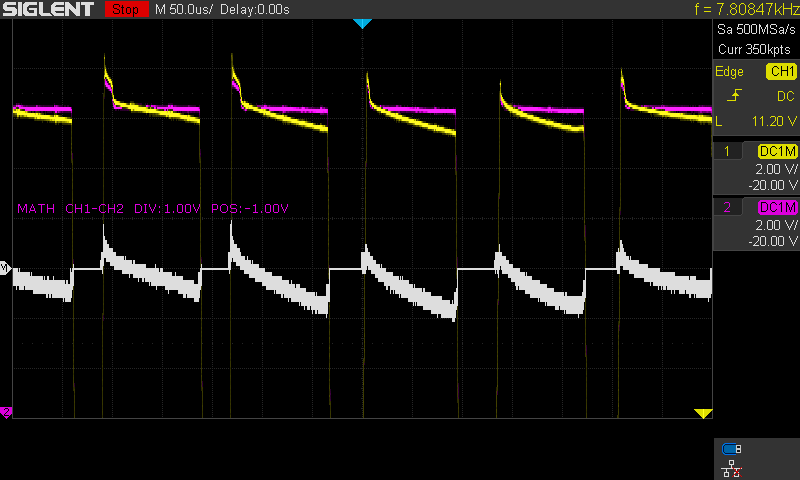 SIGLENT Stop M 50.0us/ Delay:0.00s f = 7.80847kHz
Sa 500MSa/s
Curr 350kpts
Edge CH1
DC
L 11.20 V
1 DC1M
2.00 V/
-20.00 V
2 DC1M
2.00 V/
-20.00 V
MATH CH1-CH2 DIV:1.00V POS:-1.00V
M
2